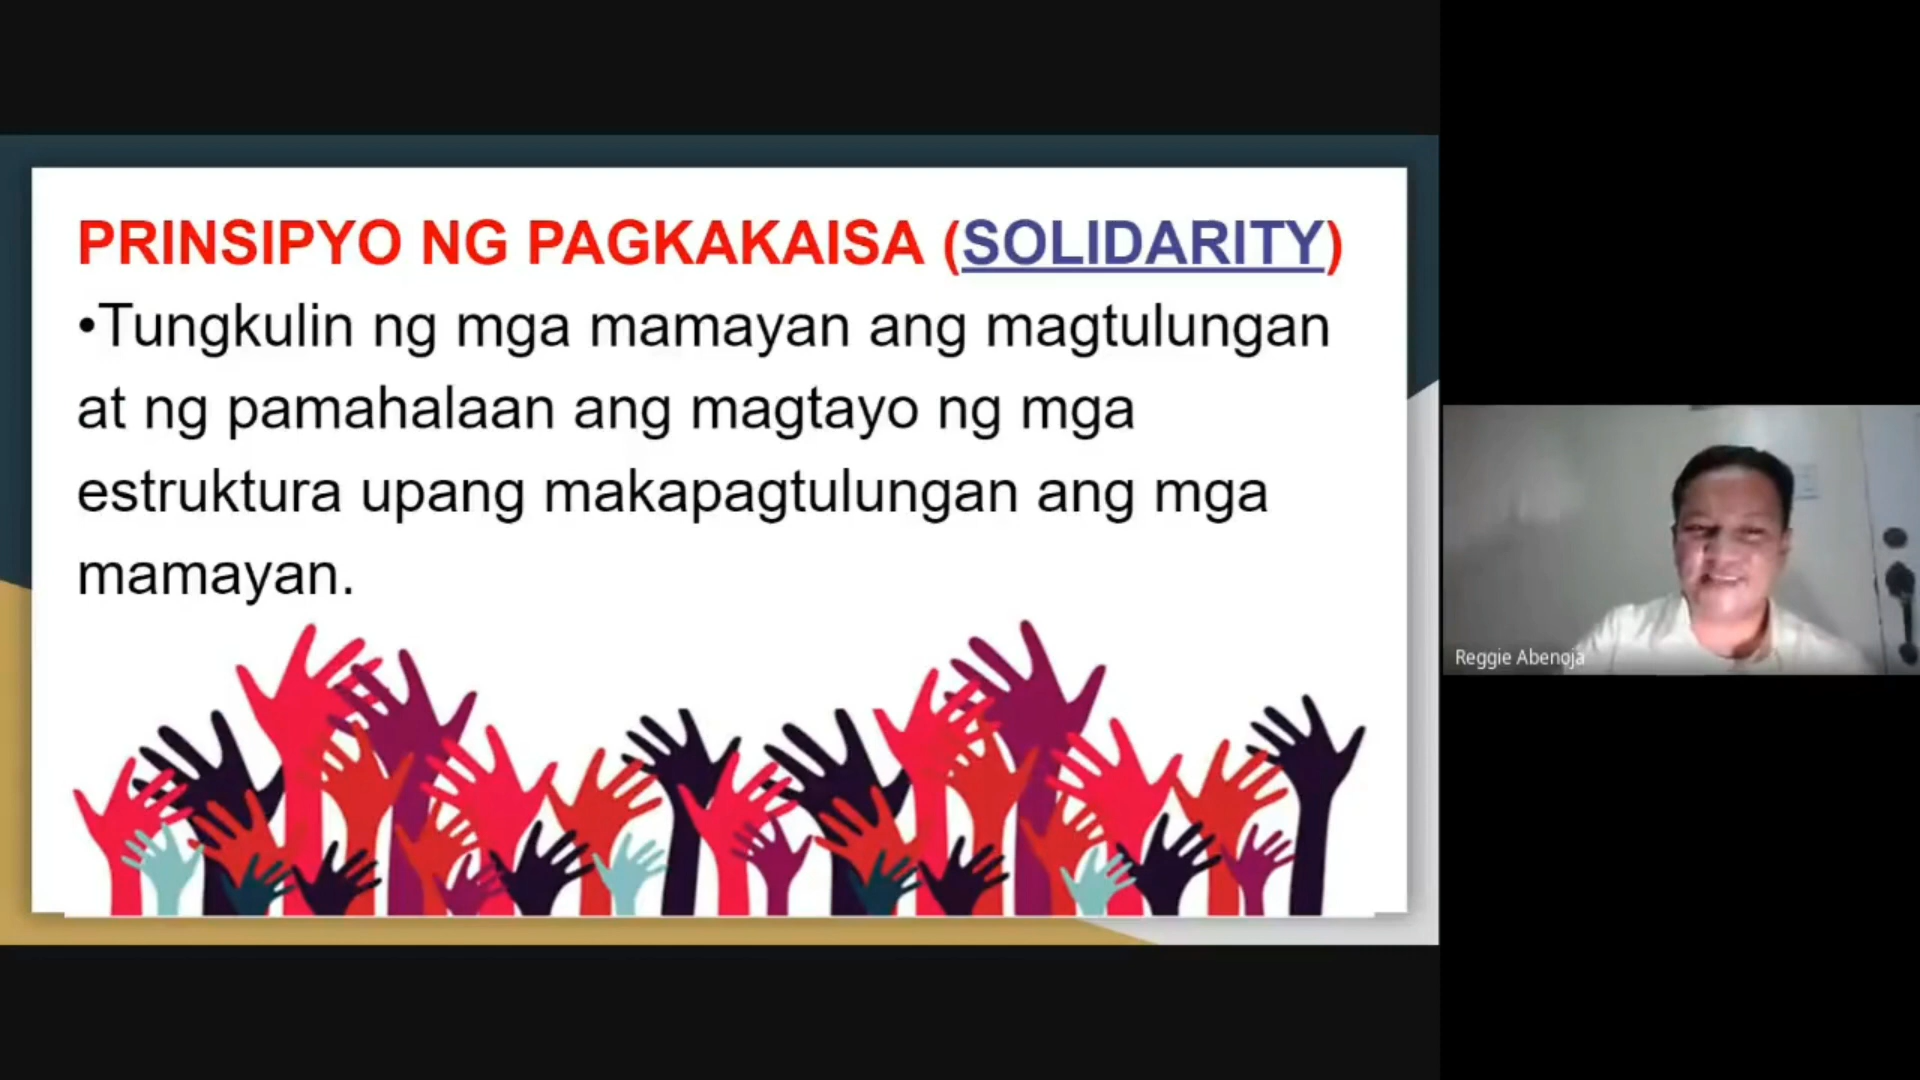 PRINSIPYO NG PAGKAKAISA (SOLIDARITY)
•Tungkulin ng mga mamayan ang magtulungan
at ng pamahalaan ang magtayo ng mga
estruktura upang makapagtulungan ang mga
mamayan.
Reggie Abenoja